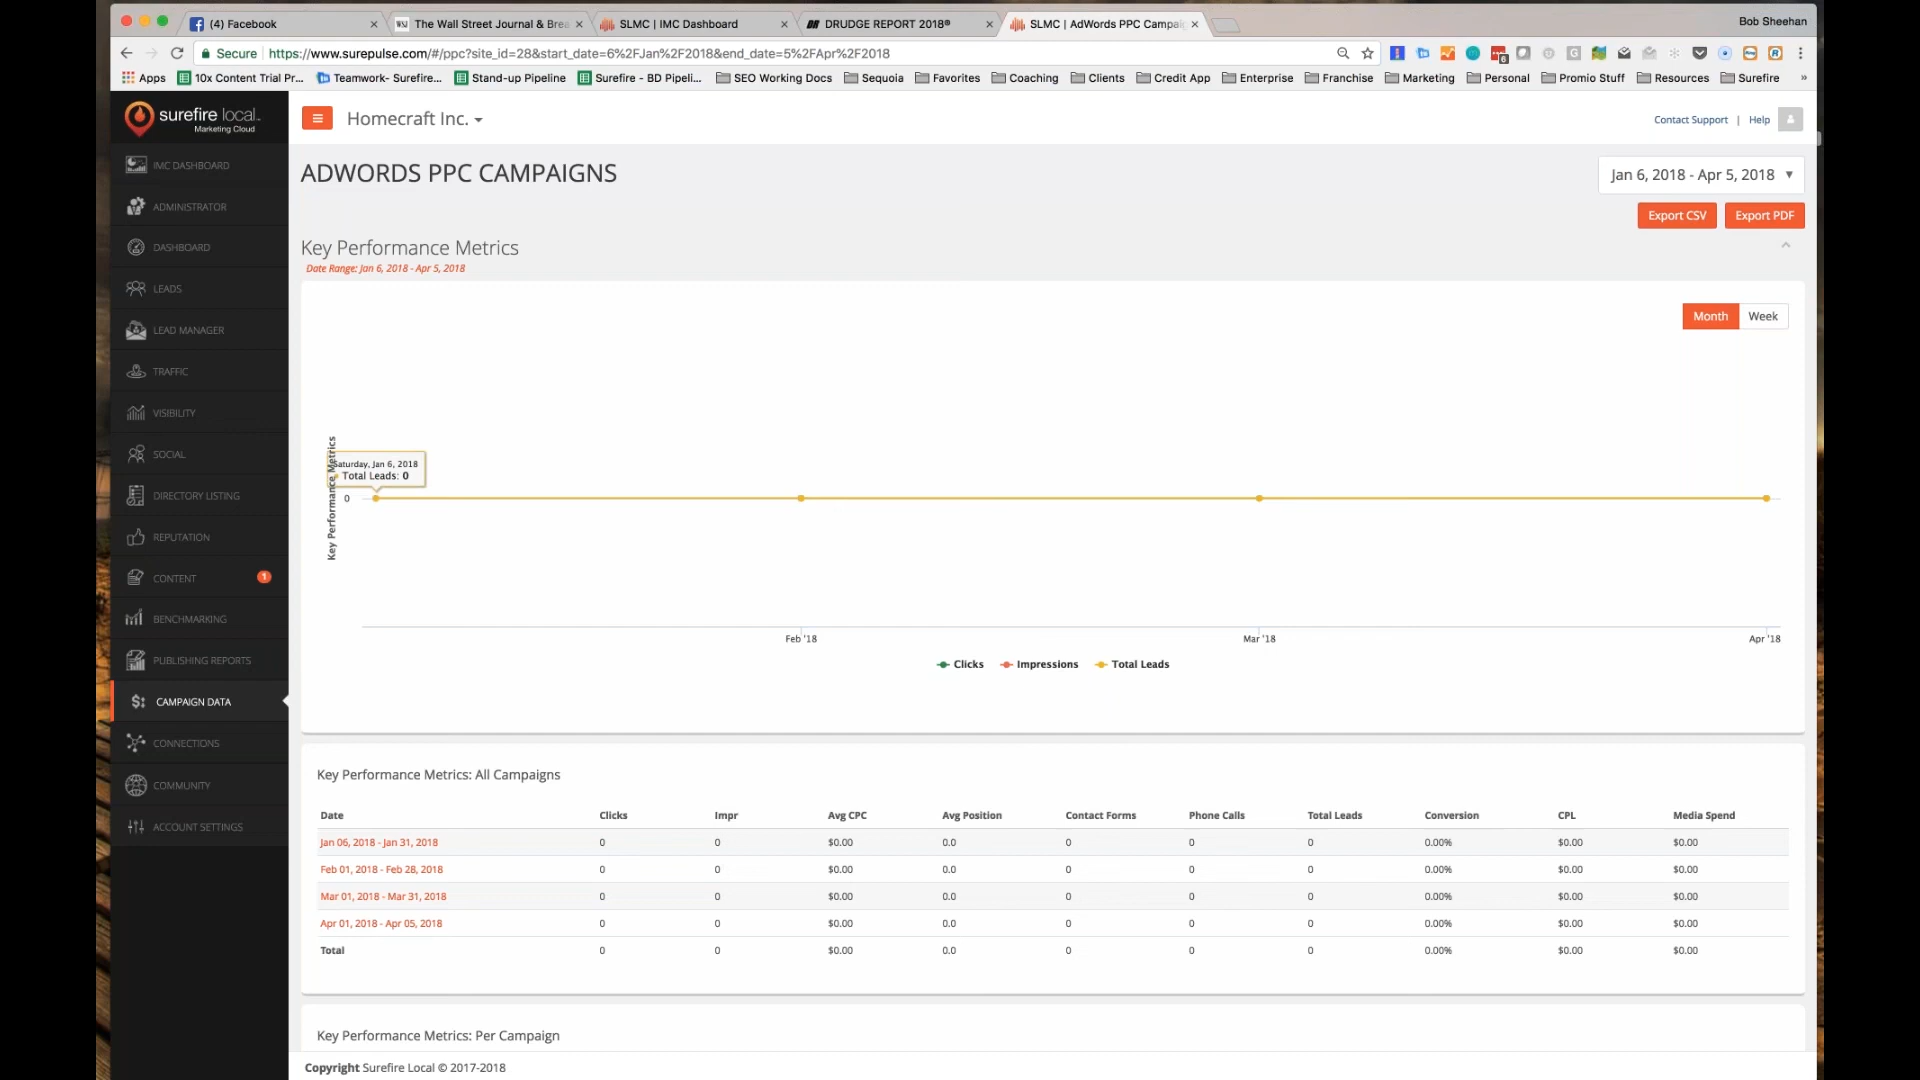 (4) Facebook
The Wall Street Journal & Brea
SLMC | IMC Dashboard
DRUDGE REPORT 2018®
SLMC | AdWords PPC Campaig
Bob Sheehan
Secure
https://www.surepulse.com/#/ppc?site_id=28&start_date=6%2FJan%2F2018&end_date=5%2FApr%2F2018
Apps
10x Content Trial Pr...
Teamwork- Surefire...
Stand-up Pipeline
Surefire - BD Pipeli...
SEO Working Docs
Sequoia
Favorites
Coaching
Clients
Credit App
Enterprise
Franchise
Marketing
Personal
Promio Stuff
Resources
Surefire
»
surefire local
Marketing Cloud
Homecraft Inc.
Contact Support | Help
IMC DASHBOARD
ADMINISTRATOR
DASHBOARD
LEADS
LEAD MANAGER
TRAFFIC
VISIBILITY
SOCIAL
DIRECTORY LISTING
REPUTATION
CONTENT 1
BENCHMARKING
PUBLISHING REPORTS
CAMPAIGN DATA
CONNECTIONS
COMMUNITY
ACCOUNT SETTINGS
ADWORDS PPC CAMPAIGNS
Jan 6, 2018 - Apr 5, 2018
Export CSV
Export PDF
Key Performance Metrics
Date Range: Jan 6, 2018 - Apr 5, 2018
Month Week
Key Performance Metrics
Saturday, Jan 6, 2018
Total Leads: 0
0
Feb '18 Mar '18 Apr '18
Clicks Impressions Total Leads
Key Performance Metrics: All Campaigns
Date Clicks Impr Avg CPC Avg Position Contact Forms Phone Calls Total Leads Conversion CPL Media Spend
Jan 06, 2018 - Jan 31, 2018 0 0 $0.00 0.0 0 0 0 0.00% $0.00 $0.00
Feb 01, 2018 - Feb 28, 2018 0 0 $0.00 0.0 0 0 0 0.00% $0.00 $0.00
Mar 01, 2018 - Mar 31, 2018 0 0 $0.00 0.0 0 0 0 0.00% $0.00 $0.00
Apr 01, 2018 - Apr 05, 2018 0 0 $0.00 0.0 0 0 0 0.00% $0.00 $0.00
Total 0 0 $0.00 0.0 0 0 0 0.00% $0.00 $0.00
Key Performance Metrics: Per Campaign
Copyright Surefire Local © 2017-2018